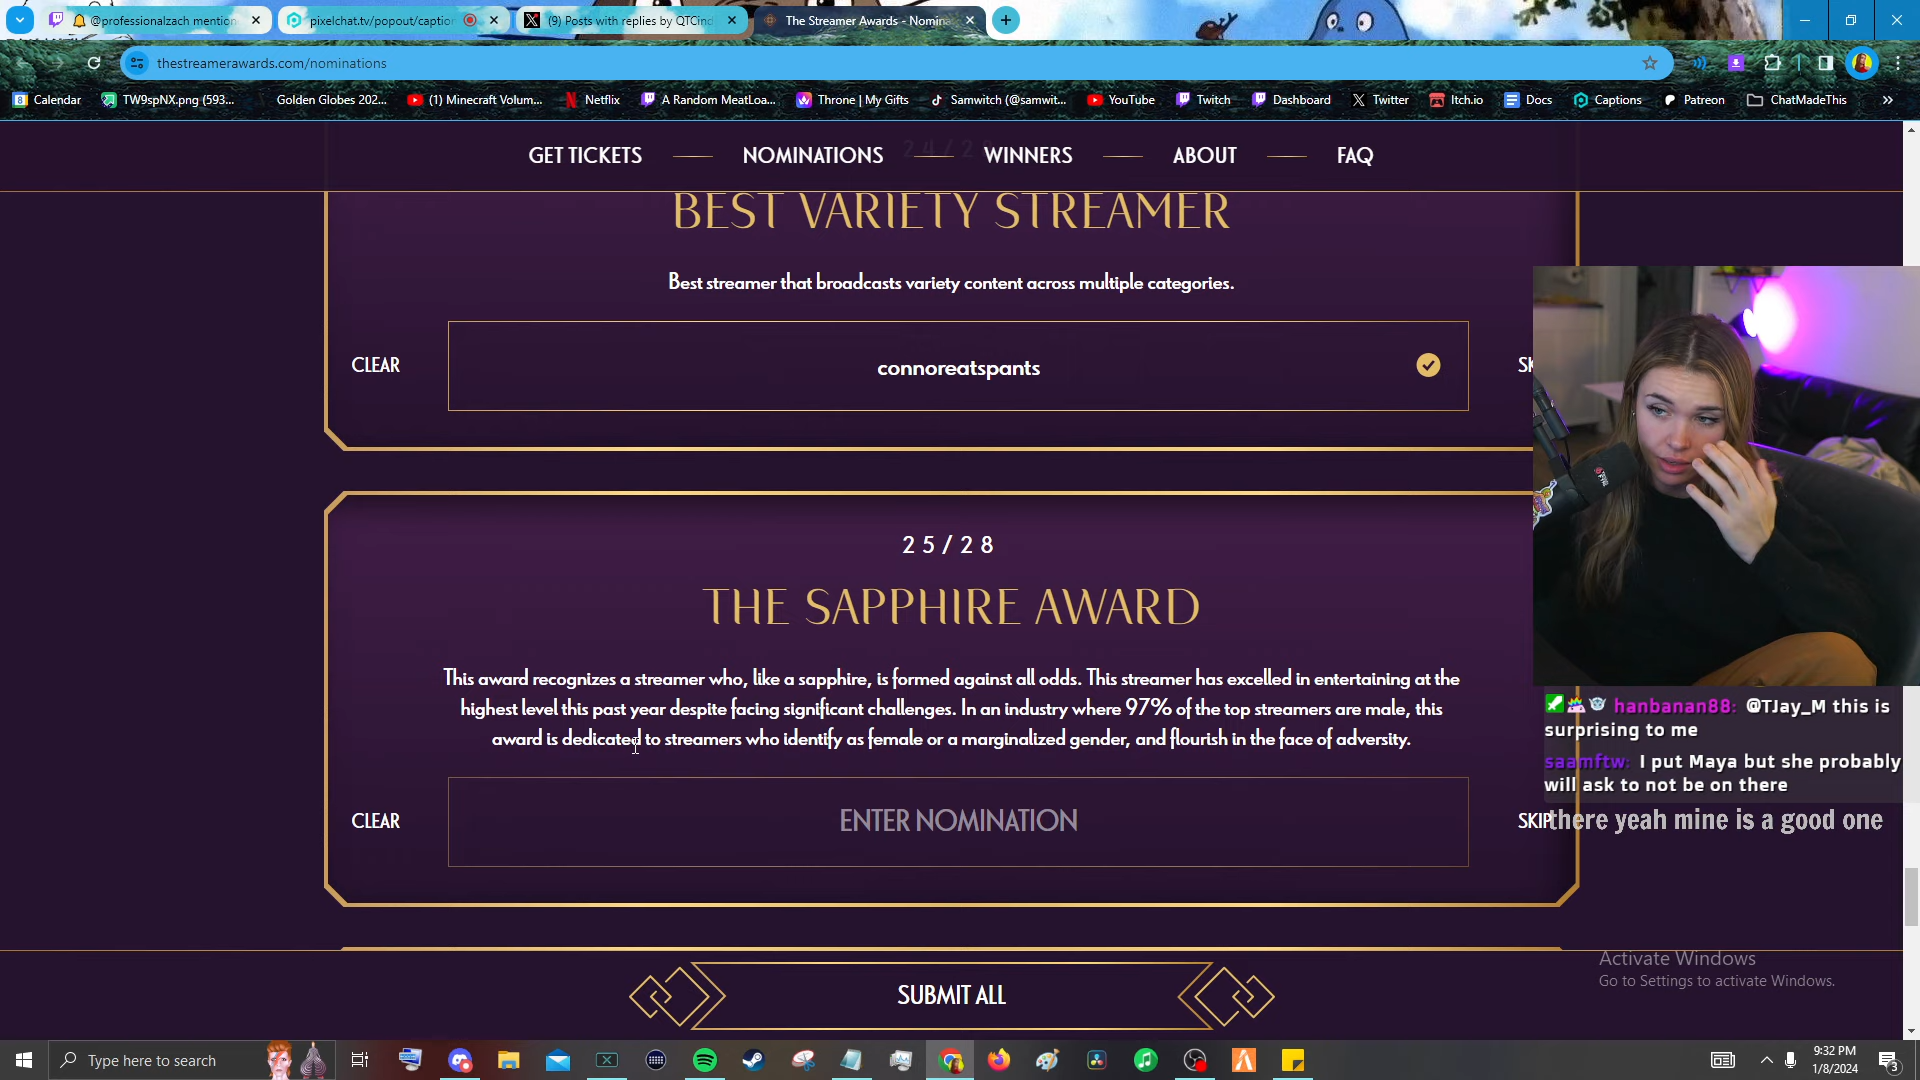 @professionalzach mention
pixelchat.tv/popout/caption
(9) Posts with replies by QTCind
The Streamer Awards - Nomina
thestreamerawards.com/nominations
Calendar
TW9spNX.png (593...
Golden Globes 202...
(1) Minecraft Volum...
Netflix
A Random MeatLoa...
Throne | My Gifts
Samwitch (@samwit...
YouTube
Twitch
Dashboard
Twitter
Itch.io
Docs
Captions
Patreon
ChatMadeThis
GET TICKETS
NOMINATIONS
WINNERS
ABOUT
FAQ
BEST VARIETY STREAMER
Best streamer that broadcasts variety content across multiple categories.
CLEAR
connoreatspants
25/28
THE SAPPHIRE AWARD
This award recognizes a streamer who, like a sapphire, is formed against all odds. This streamer has excelled in entertaining at the
highest level this past year despite facing significant challenges. In an industry where 97% of the top streamers are male, this
award is dedicated to streamers who identify as female or a marginalized gender, and flourish in the face of adversity.
CLEAR
ENTER NOMINATION
SKIP
hanbanan88: @TJay_M this is
surprising to me
saamftw: I put Maya but she probably
will ask to not be on there
there yeah mine is a good one
SUBMIT ALL
Activate Windows
Go to Settings to activate Windows.
Type here to search
9:32 PM
1/8/2024
3